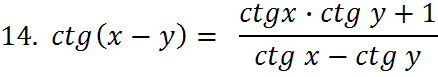 14. ctg(x − y) = (ctgx · ctg y + 1) / (ctg x − ctg y)